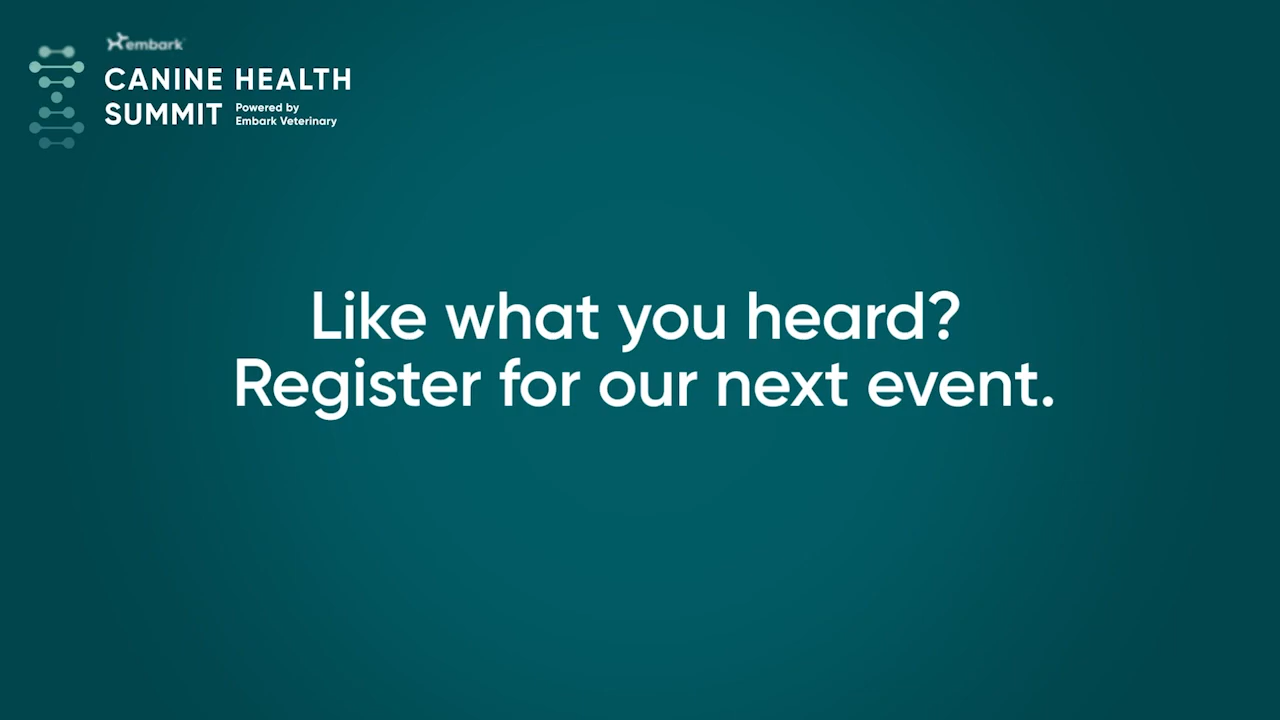 embark
CANINE HEALTH
SUMMIT Powered by
Embark Veterinary
Like what you heard?
Register for our next event.